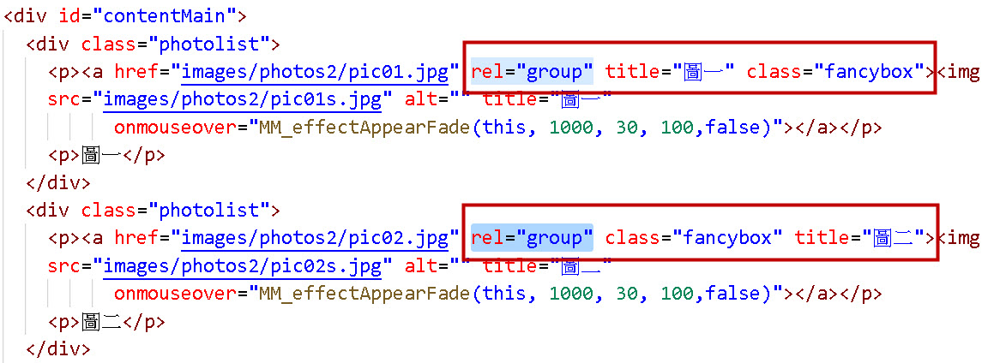 <div id="contentMain">
<div class="photolist">
<p><a href="images/photos2/pic01.jpg" rel="group" title="圖一" class="fancybox"><img
src="images/photos2/pic01s.jpg" alt="" title="圖一"
onmouseover="MM_effectAppearFade(this, 1000, 30, 100,false)"></a></p>
<p>圖一</p>
</div>
<div class="photolist">
<p><a href="images/photos2/pic02.jpg" rel="group" class="fancybox" title="圖二"><img
src="images/photos2/pic02s.jpg" alt="" title="圖二"
onmouseover="MM_effectAppearFade(this, 1000, 30, 100,false)"></a></p>
<p>圖二</p>
</div>